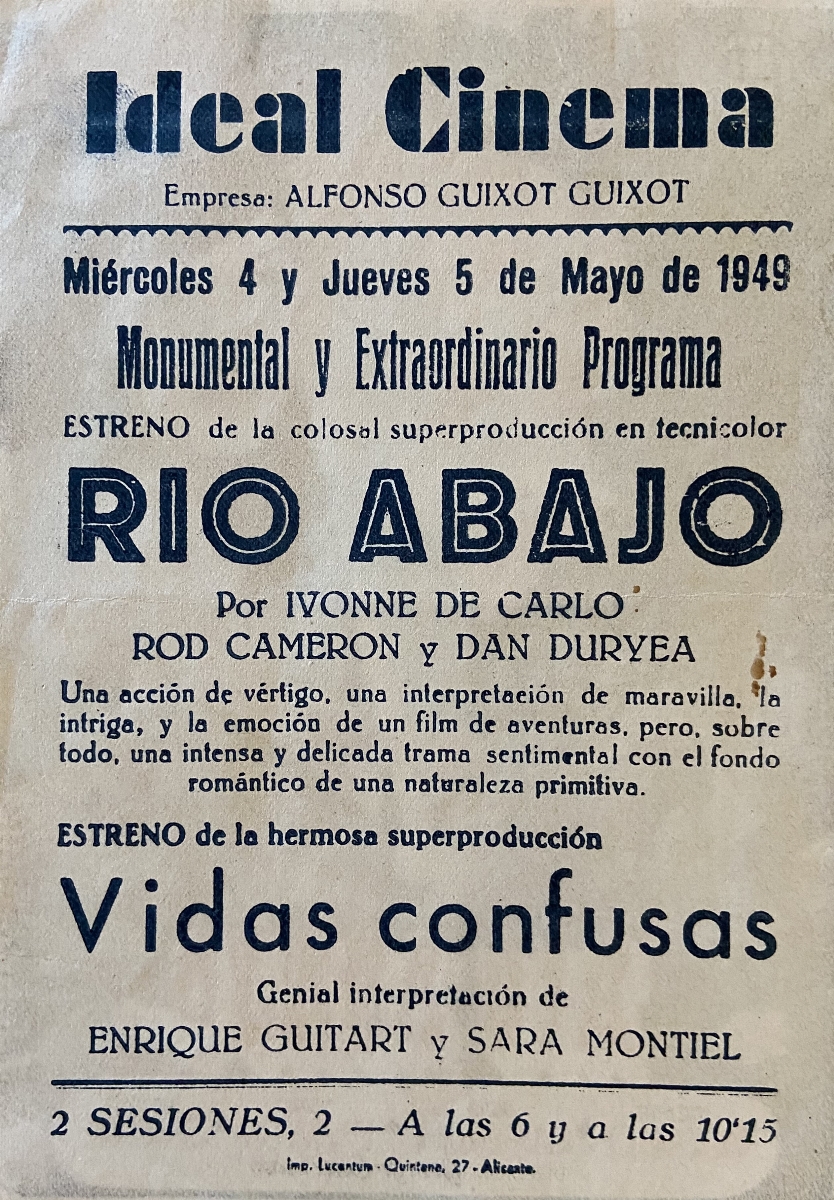 Ideal Cinema
Empresa: ALFONSO GUIXOT GUIXOT
Miércoles 4 y Jueves 5 de Mayo de 1949
Monumental y Extraordinario Programa
ESTRENO de la colosal superproducción en tecnicolor
RIO ABAJO
Por IVONNE DE CARLO
ROD CAMERON y DAN DURYEA
Una acción de vértigo, una interpretación de maravilla, la
intriga, y la emoción de un film de aventuras, pero, sobre
todo, una intensa y delicada trama sentimental con el fondo
romántico de una naturaleza primitiva.
ESTRENO de la hermosa superproducción
Vidas confusas
Genial interpretación de
ENRIQUE GUITART y SARA MONTIEL
2 SESIONES, 2 — A las 6 y a las 10'15
Imp. Lucentum - Quintana, 27 - Alicante.